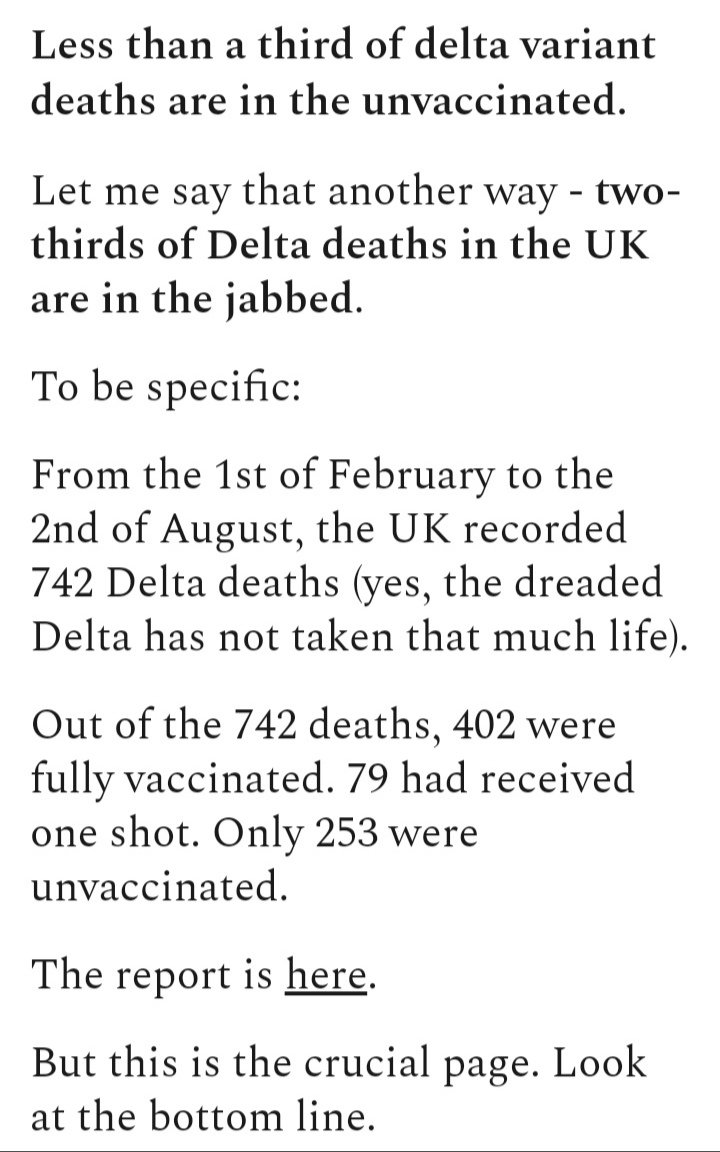 Less than a third of delta variant
deaths are in the unvaccinated.
Let me say that another way - two-
thirds of Delta deaths in the UK
are in the jabbed.
To be specific:
From the 1st of February to the
2nd of August, the UK recorded
742 Delta deaths (yes, the dreaded
Delta has not taken that much life).
Out of the 742 deaths, 402 were
fully vaccinated. 79 had received
one shot. Only 253 were
unvaccinated.
The report is here.
But this is the crucial page. Look
at the bottom line.